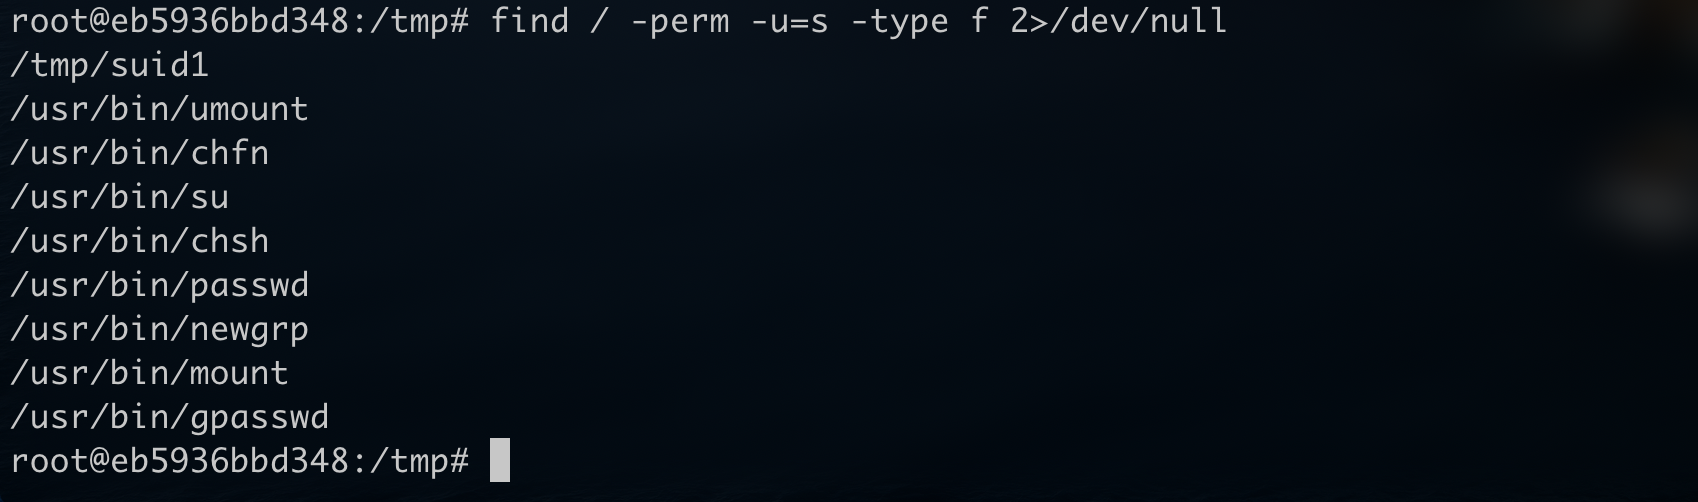 root@eb5936bbd348:/tmp# find / -perm -u=s -type f 2>/dev/null
/tmp/suid1
/usr/bin/umount
/usr/bin/chfn
/usr/bin/su
/usr/bin/chsh
/usr/bin/passwd
/usr/bin/newgrp
/usr/bin/mount
/usr/bin/gpasswd
root@eb5936bbd348:/tmp#